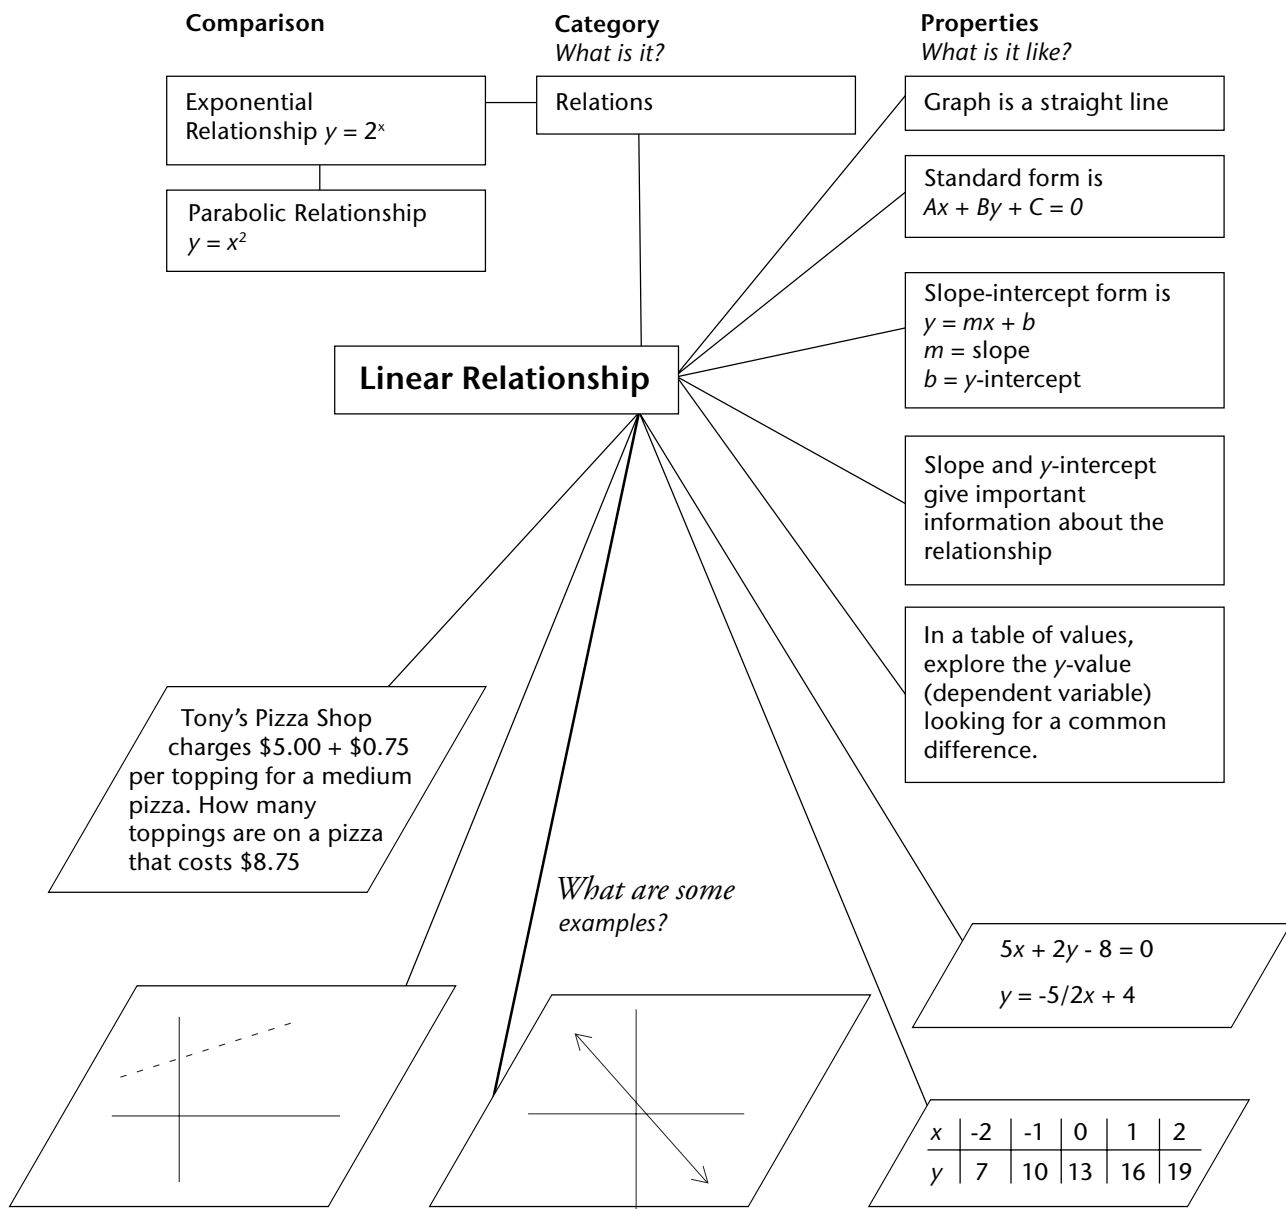 Comparison
Category
What is it?
Properties
What is it like?
Exponential
Relationship y = 2ˣ
Relations
Graph is a straight line
Parabolic Relationship
y = x²
Standard form is
Ax + By + C = 0
Slope-intercept form is
y = mx + b
m = slope
b = y-intercept
Linear Relationship
Slope and y-intercept
give important
information about the
relationship
In a table of values,
explore the y-value
(dependent variable)
looking for a common
difference.
Tony’s Pizza Shop
charges $5.00 + $0.75
per topping for a medium
pizza. How many
toppings are on a pizza
that costs $8.75
What are some
examples?
5x + 2y - 8 = 0
y = -5/2x + 4
x -2 -1 0 1 2
y 7 10 13 16 19